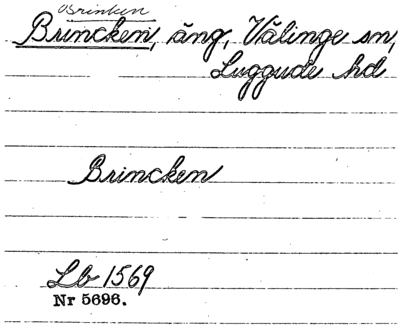 Brinken
Brincken, äng, Välinge sn,
Luggude hd
Brincken
Lb 1569
Nr 5696.